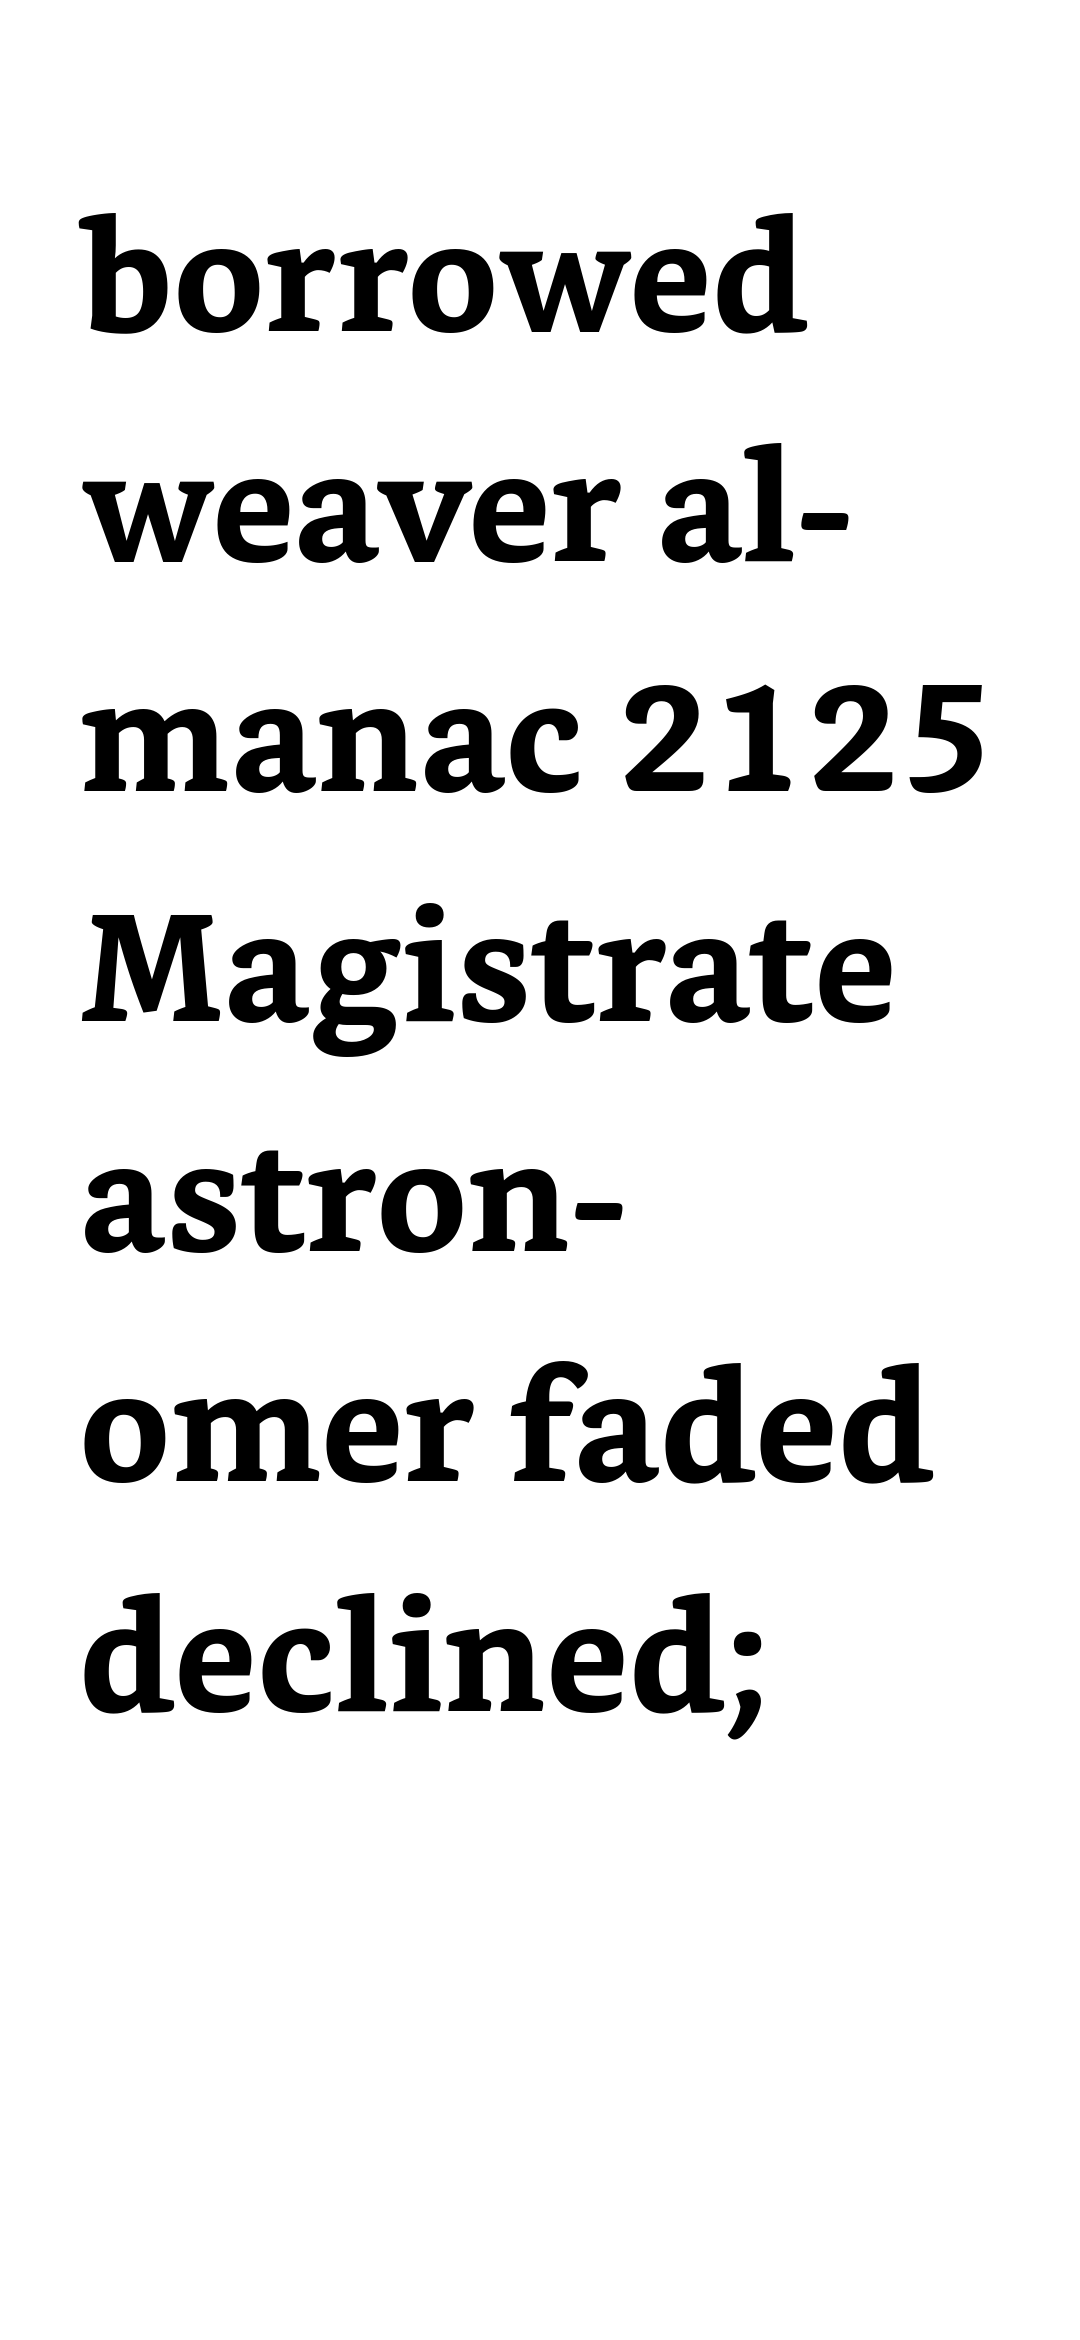 borrowed
weaver al-
manac 2125
Magistrate
astron-
omer faded
declined;